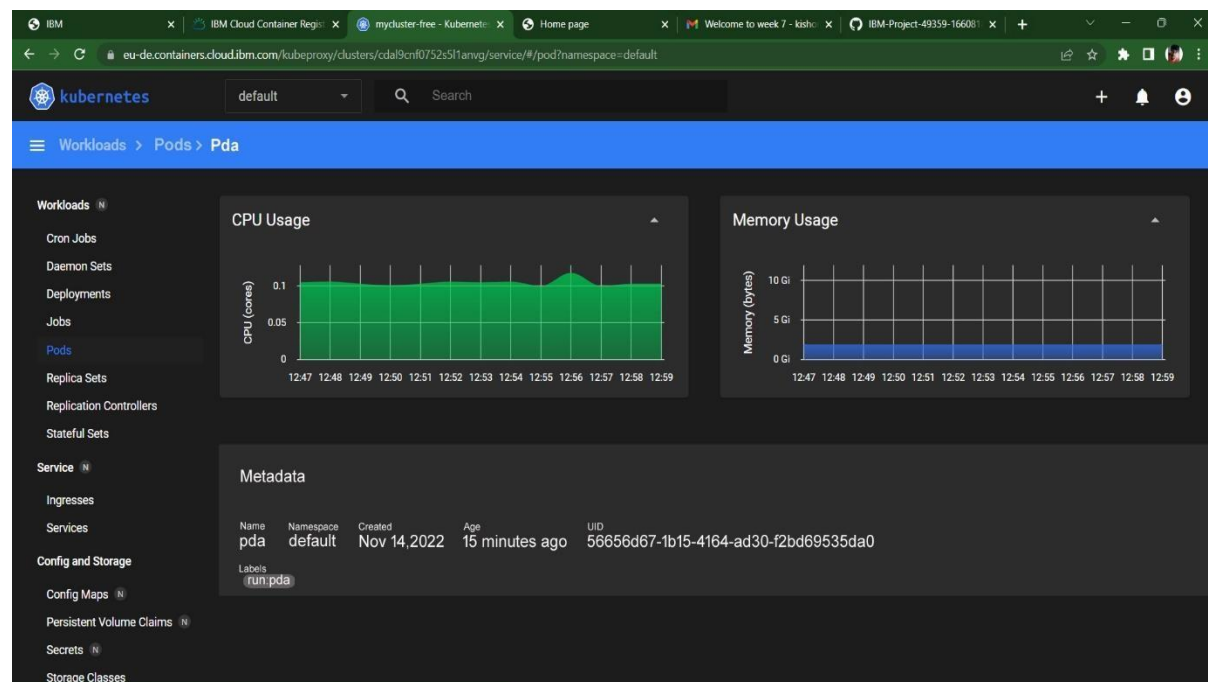 IBM
IBM Cloud Container Regist
mycluster-free - Kubernetes
Home page
Welcome to week 7 - kisho
IBM-Project-49359-166081
eu-de.containers.cloud.ibm.com/kubeproxy/clusters/cdal9cnf0752s5l1anvg/service/#/pod?namespace=default
kubernetes
default
Search
Workloads > Pods > Pda
Workloads N
Cron Jobs
Daemon Sets
Deployments
Jobs
Pods
Replica Sets
Replication Controllers
Stateful Sets
Service N
Ingresses
Services
Config and Storage
Config Maps N
Persistent Volume Claims N
Secrets N
Storage Classes
CPU Usage
CPU (cores)
0.1
0.05
0
12:47 12:48 12:49 12:50 12:51 12:52 12:53 12:54 12:55 12:56 12:57 12:58 12:59
Memory Usage
Memory (bytes)
10 Gi
5 Gi
0 Gi
12:47 12:48 12:49 12:50 12:51 12:52 12:53 12:54 12:55 12:56 12:57 12:58 12:59
Metadata
Name Namespace Created Age UID
pda default Nov 14,2022 15 minutes ago 56656d67-1b15-4164-ad30-f2bd69535da0
Labels
run:pda